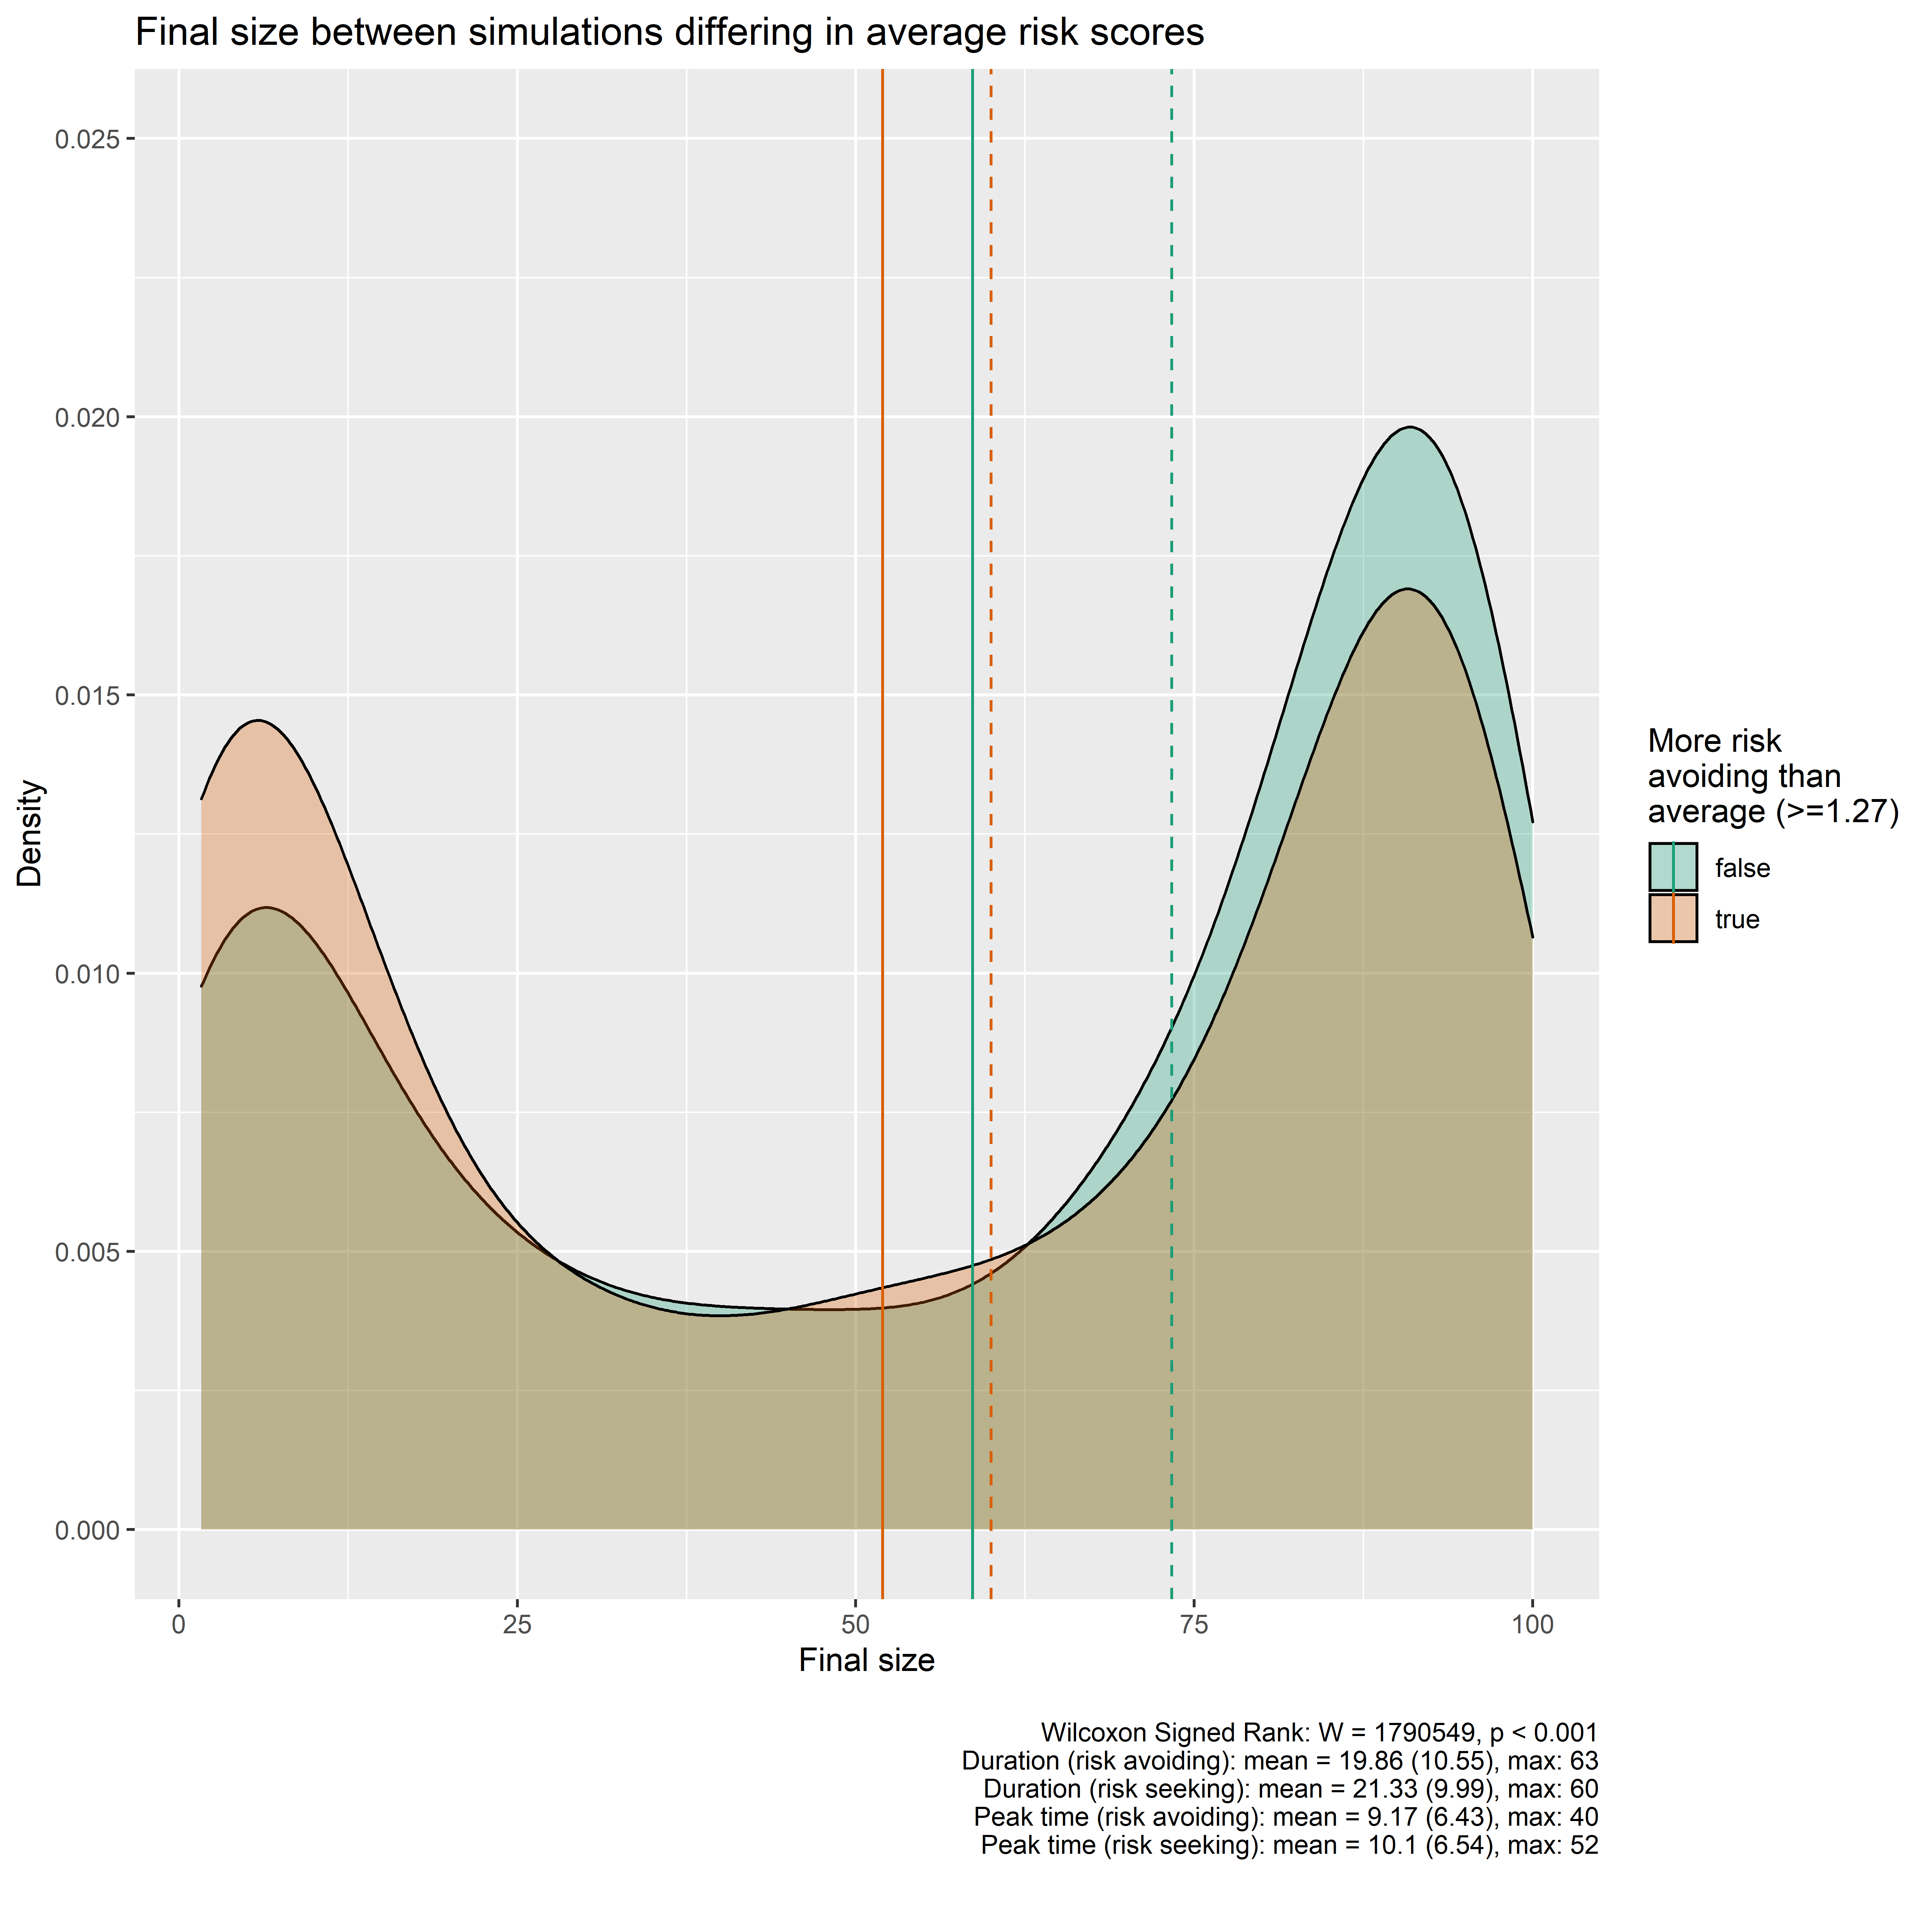 Final size between simulations differing in average risk scores
0.025
0.020
0.015
0.010
0.005
0.000
Density
0
25
50
75
100
Final size
More risk
avoiding than
average (>=1.27)
false
true
Wilcoxon Signed Rank: W = 1790549, p < 0.001
Duration (risk avoiding): mean = 19.86 (10.55), max: 63
Duration (risk seeking): mean = 21.33 (9.99), max: 60
Peak time (risk avoiding): mean = 9.17 (6.43), max: 40
Peak time (risk seeking): mean = 10.1 (6.54), max: 52